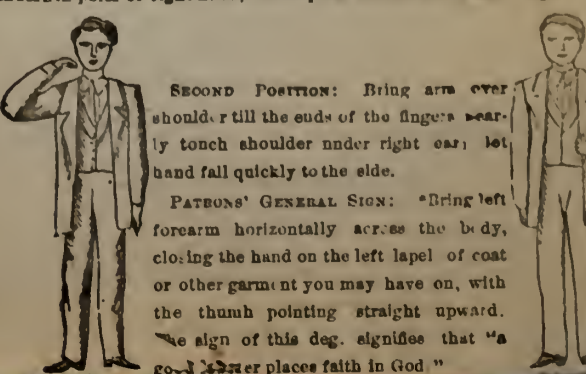 SECOND POSITION: Bring arm over
shoulder till the euds of the fingers near-
ly tonch shoulder nnder right ear; let
hand fall quickly to the side.
PATRONS' GENERAL SIGN: "Bring left
forearm horizontally across the body,
closing the hand on the left lapel of coat
or other garment you may have on, with
the thumb pointing straight upward.
The sign of this deg. signifies that "a
places faith in God."